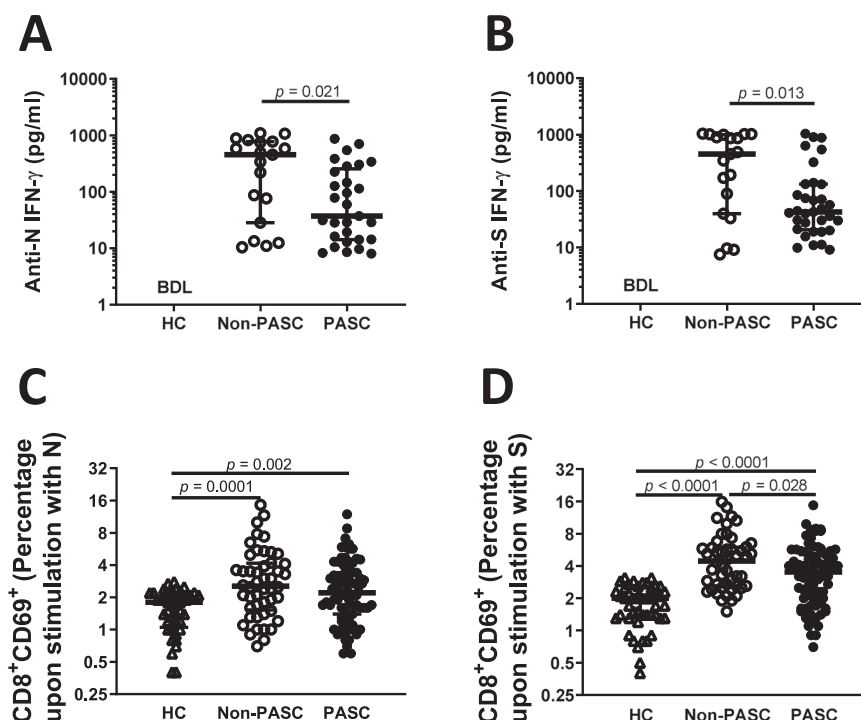 A
Anti-N IFN-γ (pg/ml)
10000
1000
100
10
1
p = 0.021
BDL
HC Non-PASC PASC
B
Anti-S IFN-γ (pg/ml)
10000
1000
100
10
1
p = 0.013
BDL
HC Non-PASC PASC
C
CD8+CD69+ (Percentage
upon stimulation with N)
32
16
8
4
2
1
0.5
0.25
p = 0.002
p = 0.0001
HC Non-PASC PASC
D
CD8+CD69+ (Percentage
upon stimulation with S)
32
16
8
4
2
1
0.5
0.25
p < 0.0001
p < 0.0001 p = 0.028
HC Non-PASC PASC